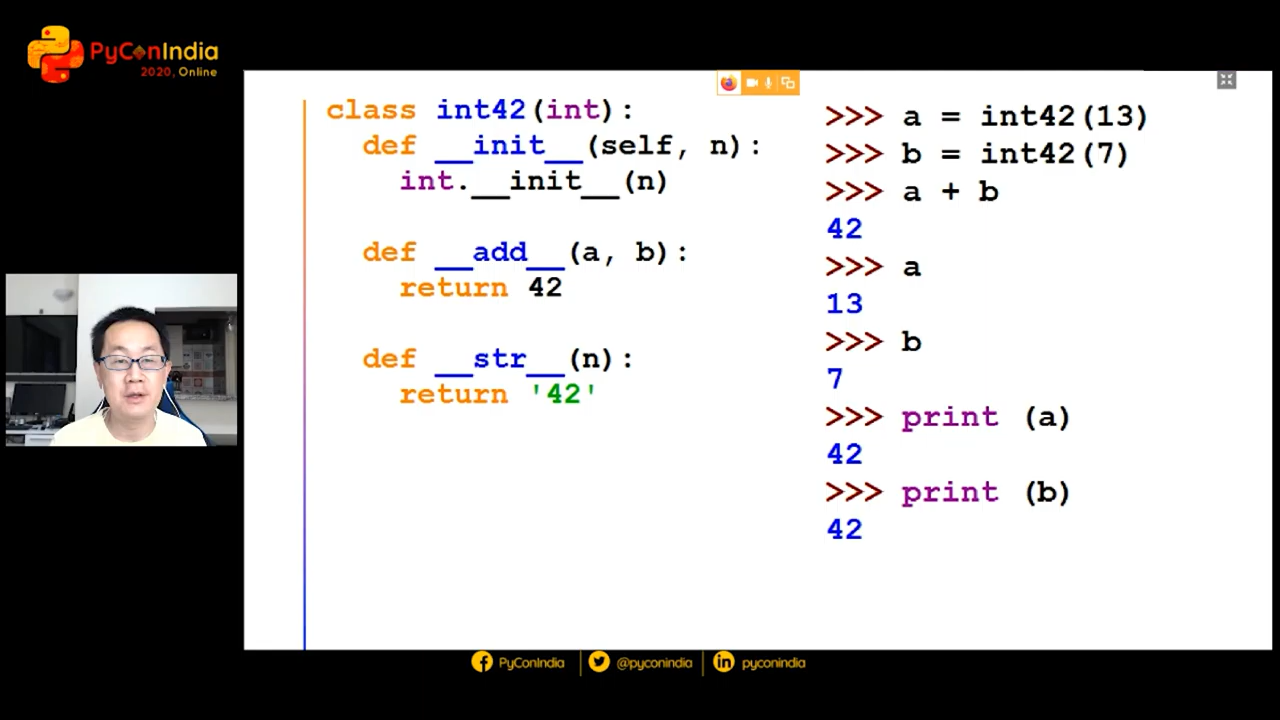 PyConIndia
2020, Online
class int42(int):
def __init__(self, n):
int.__init__(n)
def __add__(a, b):
return 42
def __str__(n):
return '42'
>>> a = int42(13)
>>> b = int42(7)
>>> a + b
42
>>> a
13
>>> b
7
>>> print (a)
42
>>> print (b)
42
PyConIndia
@pyconindia
pyconindia